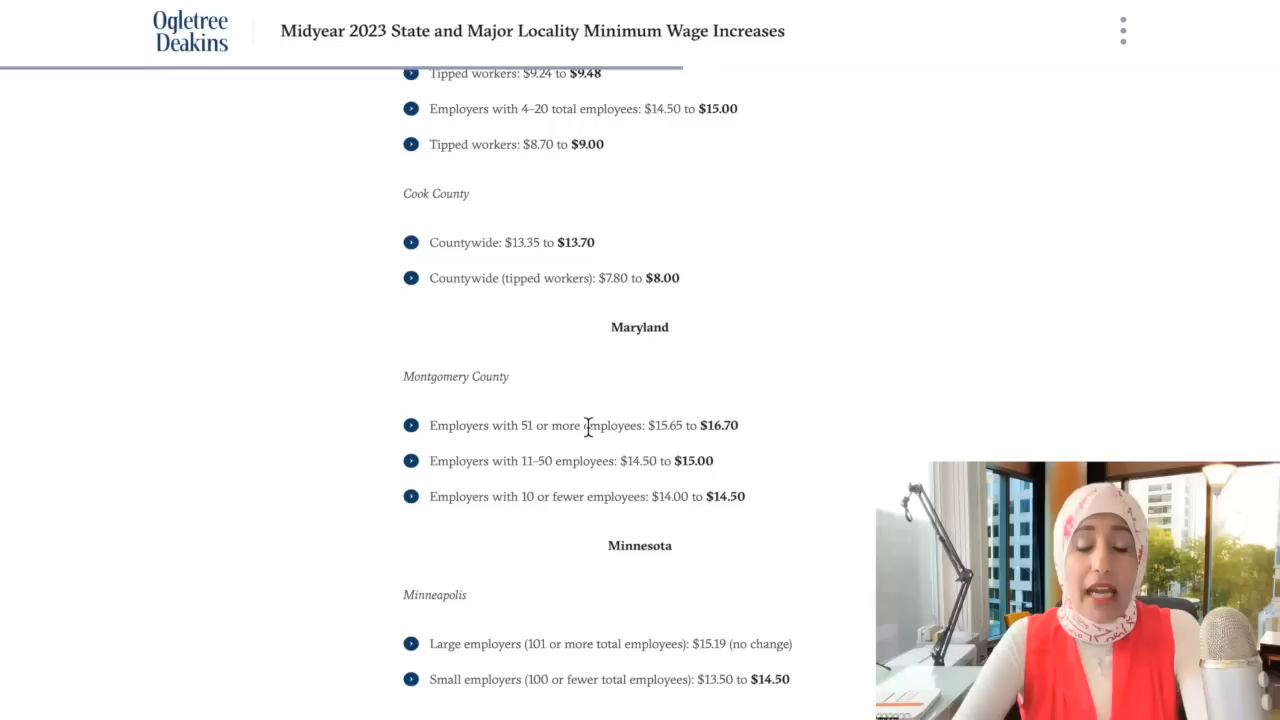 Ogletree
Deakins
Midyear 2023 State and Major Locality Minimum Wage Increases
Tipped workers: $9.24 to $9.48
Employers with 4–20 total employees: $14.50 to $15.00
Tipped workers: $8.70 to $9.00
Cook County
Countywide: $13.35 to $13.70
Countywide (tipped workers): $7.80 to $8.00
Maryland
Montgomery County
Employers with 51 or more employees: $15.65 to $16.70
Employers with 11–50 employees: $14.50 to $15.00
Employers with 10 or fewer employees: $14.00 to $14.50
Minnesota
Minneapolis
Large employers (101 or more total employees): $15.19 (no change)
Small employers (100 or fewer total employees): $13.50 to $14.50